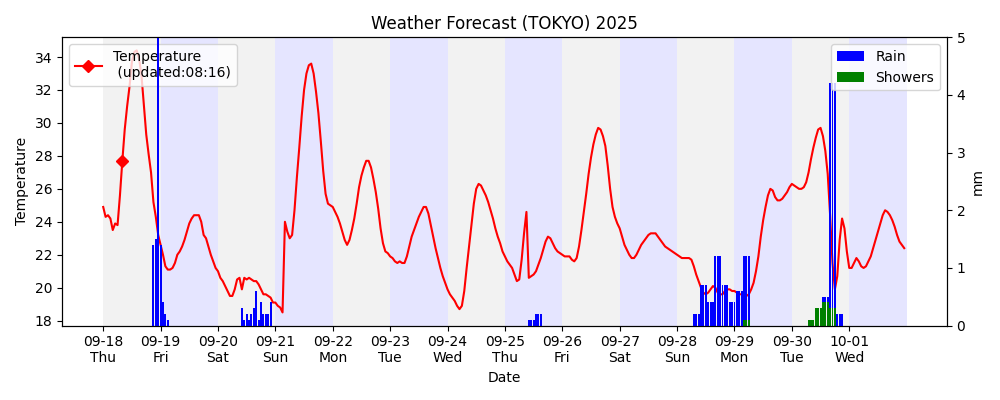 Weather Forecast (TOKYO) 2025
Temperature
(updated:08:16)
Rain
Showers
Temperature
34
32
30
28
26
24
22
20
18
5
4
3
2
1
0
mm
09-18 09-19 09-20 09-21 09-22 09-23 09-24 09-25 09-26 09-27 09-28 09-29 09-30 10-01
Thu Fri Sat Sun Mon Tue Wed Thu Fri Sat Sun Mon Tue Wed
Date